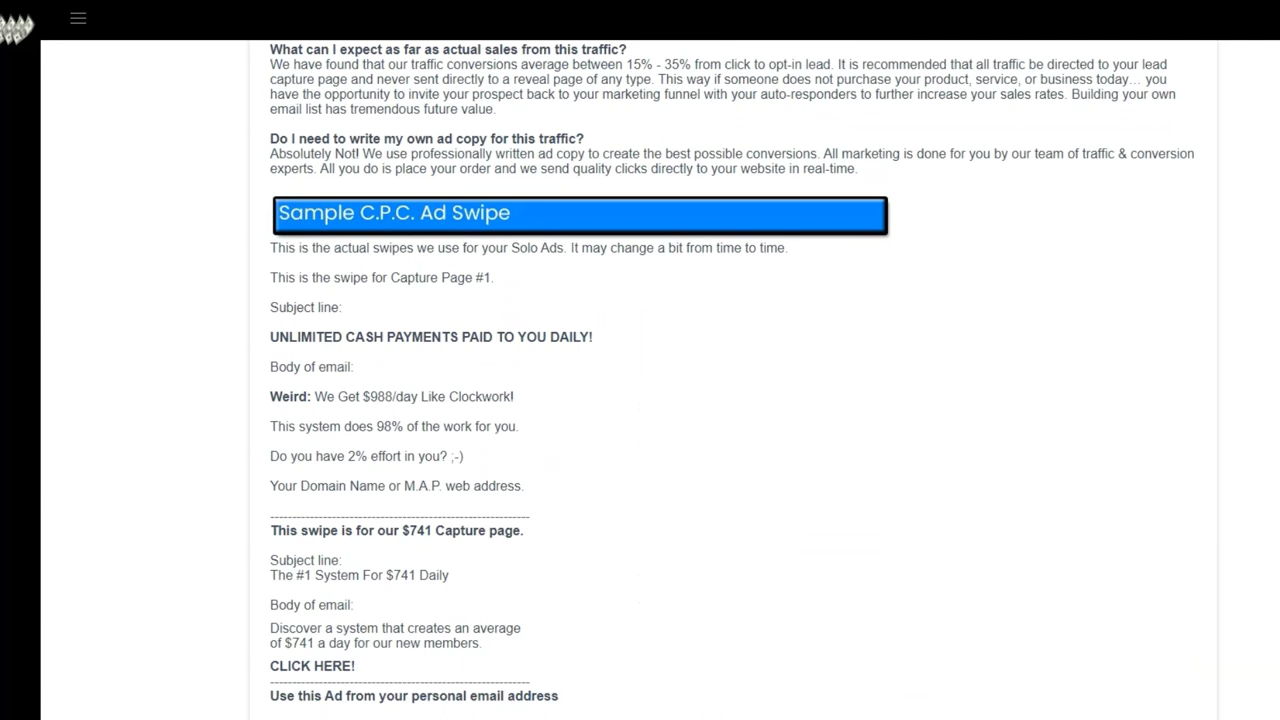 What can I expect as far as actual sales from this traffic?
We have found that our traffic conversions average between 15% - 35% from click to opt-in lead. It is recommended that all traffic be directed to your lead
capture page and never sent directly to a reveal page of any type. This way if someone does not purchase your product, service, or business today… you
have the opportunity to invite your prospect back to your marketing funnel with your auto-responders to further increase your sales rates. Building your own
email list has tremendous future value.
Do I need to write my own ad copy for this traffic?
Absolutely Not! We use professionally written ad copy to create the best possible conversions. All marketing is done for you by our team of traffic & conversion
experts. All you do is place your order and we send quality clicks directly to your website in real-time.
Sample C.P.C. Ad Swipe
This is the actual swipes we use for your Solo Ads. It may change a bit from time to time.
This is the swipe for Capture Page #1.
Subject line:
UNLIMITED CASH PAYMENTS PAID TO YOU DAILY!
Body of email:
Weird: We Get $988/day Like Clockwork!
This system does 98% of the work for you.
Do you have 2% effort in you? ;-)
Your Domain Name or M.A.P. web address.
------------------------------------------------------------
This swipe is for our $741 Capture page.
Subject line:
The #1 System For $741 Daily
Body of email:
Discover a system that creates an average
of $741 a day for our new members.
CLICK HERE!
------------------------------------------------------------
Use this Ad from your personal email address